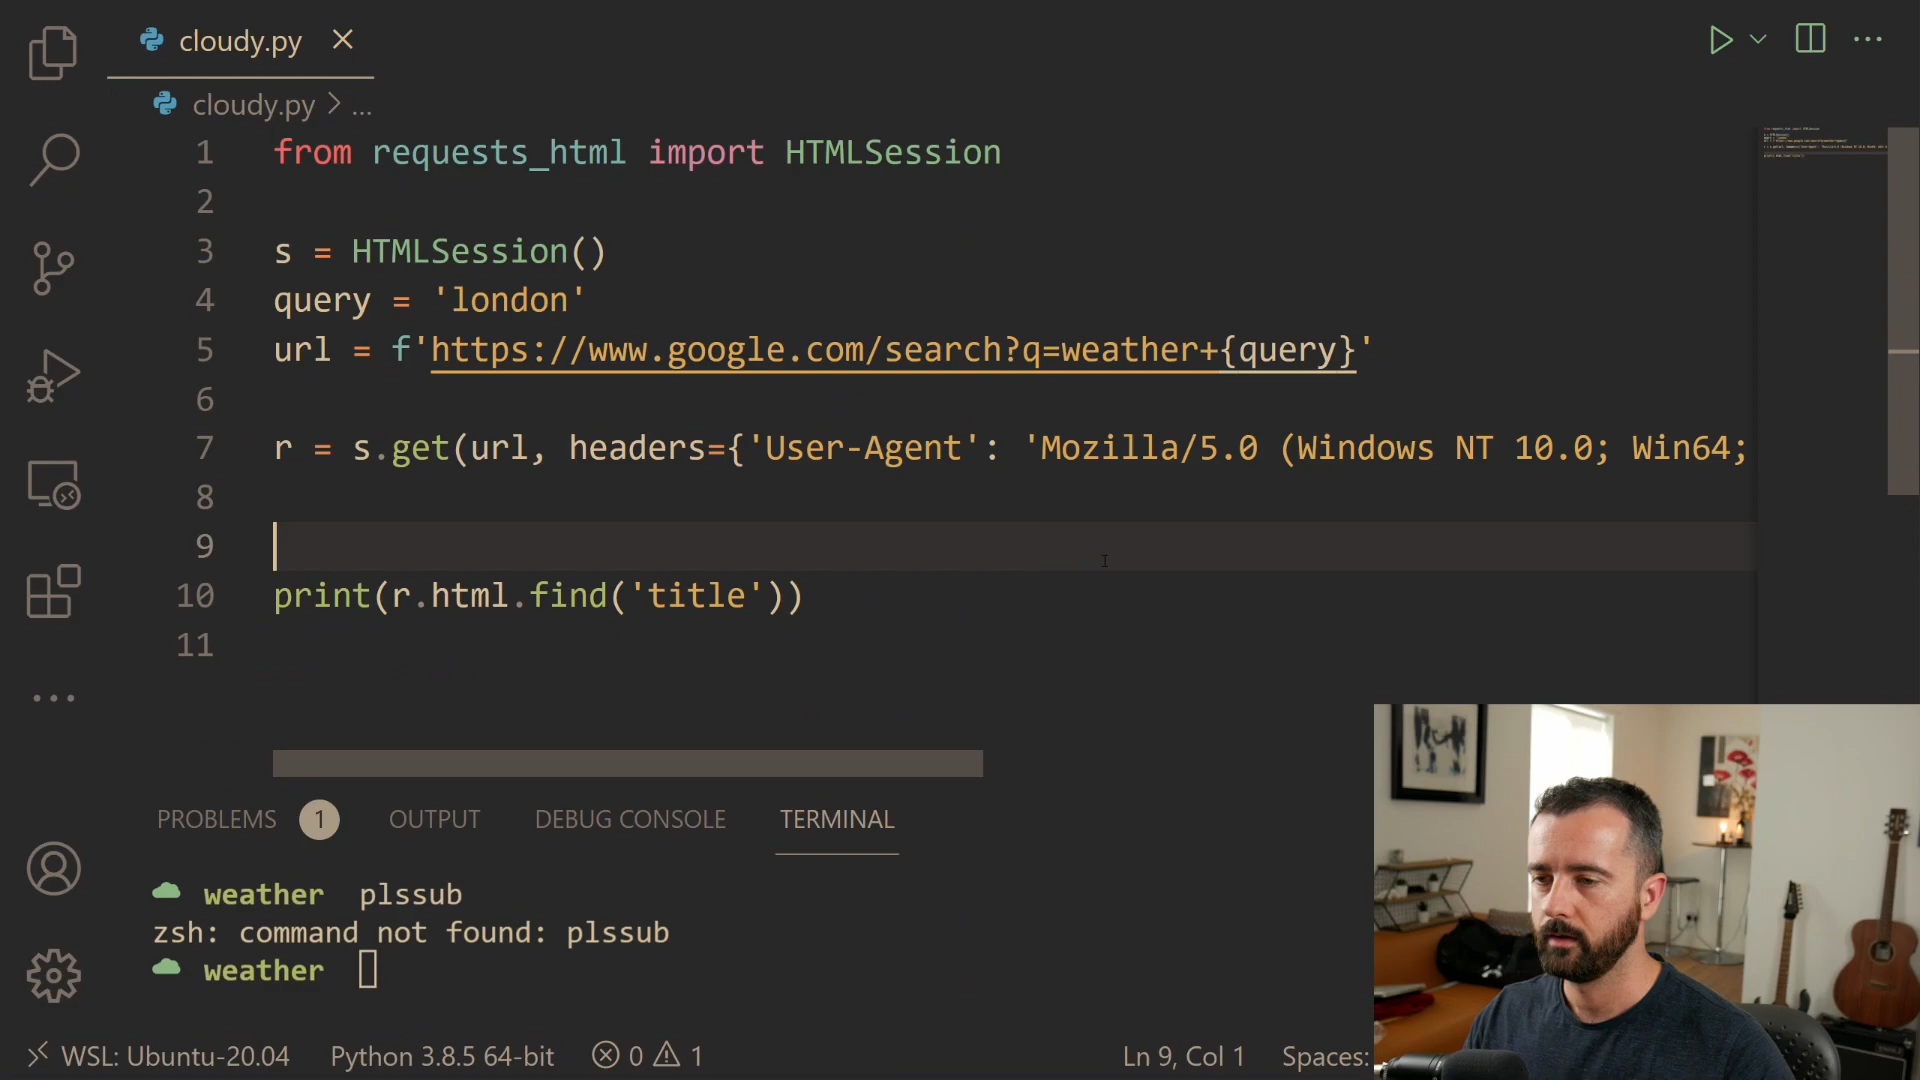 cloudy.py
cloudy.py > ...
1 from requests_html import HTMLSession
2
3 s = HTMLSession()
4 query = 'london'
5 url = f'https://www.google.com/search?q=weather+{query}'
6
7 r = s.get(url, headers={'User-Agent': 'Mozilla/5.0 (Windows NT 10.0; Win64;
8
9
10 print(r.html.find('title'))
11
PROBLEMS 1 OUTPUT DEBUG CONSOLE TERMINAL
weather plssub
zsh: command not found: plssub
weather
WSL: Ubuntu-20.04 Python 3.8.5 64-bit 0 1 Ln 9, Col 1 Spaces: